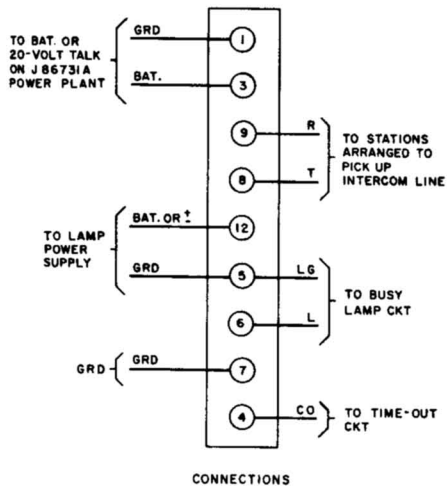 GRD
1
TO BAT. OR
20-VOLT TALK
ON J86731A
POWER PLANT
BAT.
3
9
R
TO STATIONS
ARRANGED TO
PICK UP
INTERCOM LINE
8
T
BAT. OR ±
12
TO LAMP
POWER
SUPPLY
GRD
5
LG
TO BUSY
LAMP CKT
6
L
GRD
GRD
7
4
CO
TO TIME-OUT
CKT
CONNECTIONS